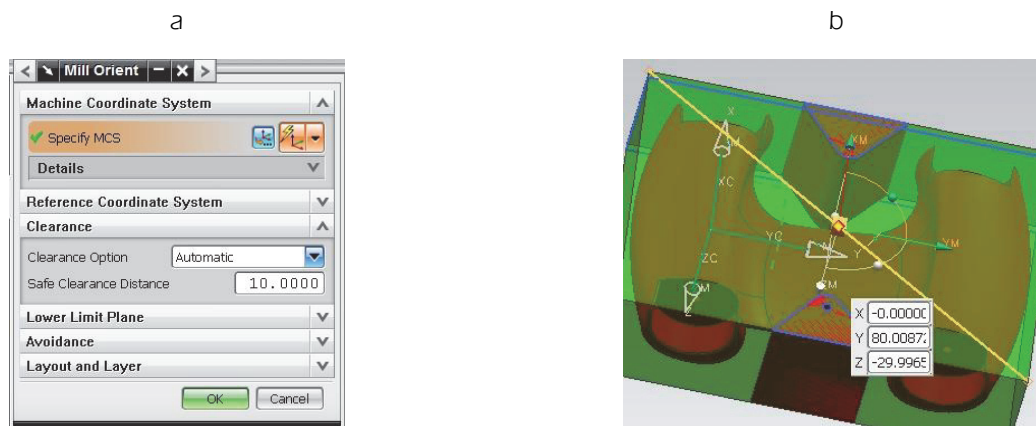 a
b
Mill Orient
Machine Coordinate System
Specify MCS
Details
Reference Coordinate System
Clearance
Clearance Option Automatic
Safe Clearance Distance 10.0000
Lower Limit Plane
Avoidance
Layout and Layer
OK Cancel
X
XM
XC
YC
Y
YM
ZC
ZM
M
Z
X -0.00000
Y 80.00872
Z -29.9965